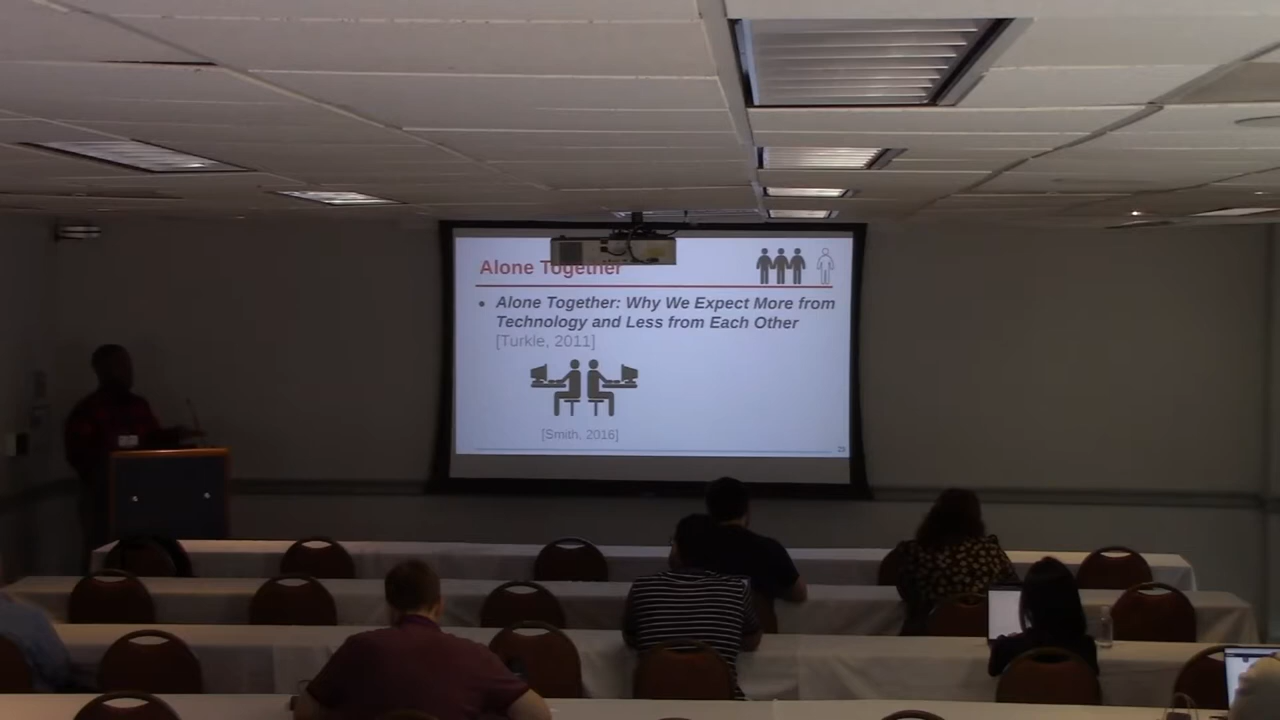 Alone Together
• Alone Together: Why We Expect More from
Technology and Less from Each Other
[Turkle, 2011]
[Smith, 2016]